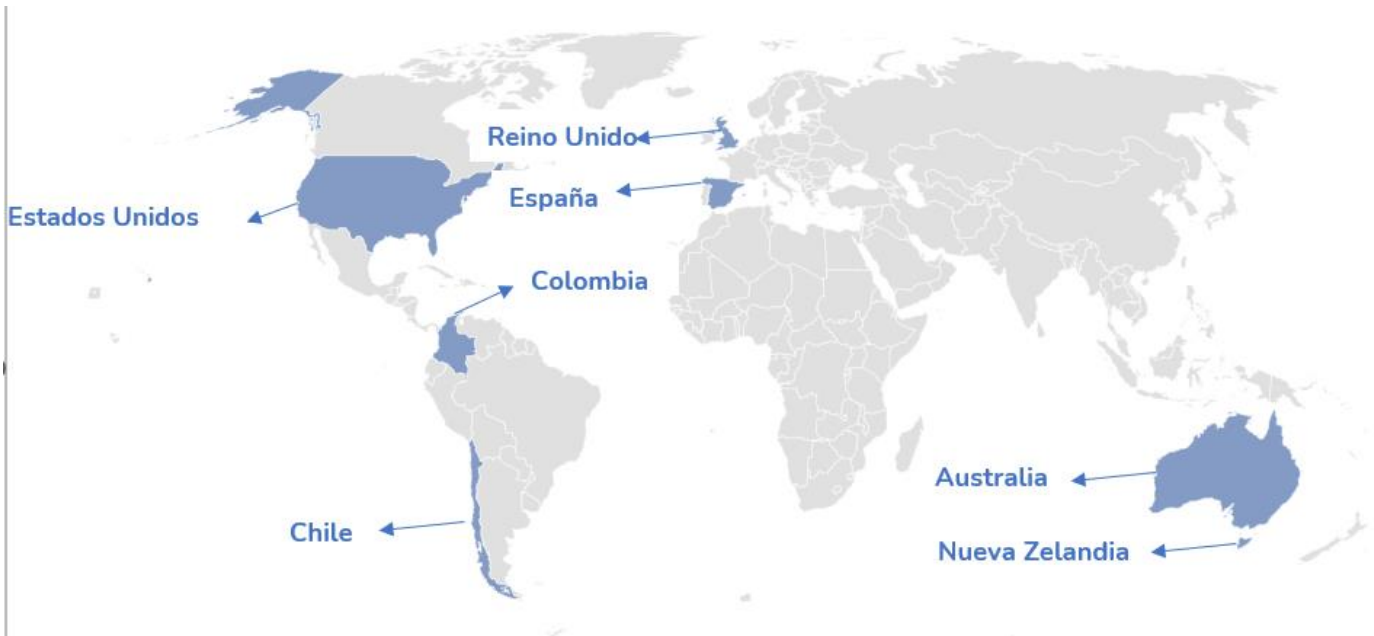 Reino Unido
España
Estados Unidos
Colombia
Australia
Chile
Nueva Zelandia